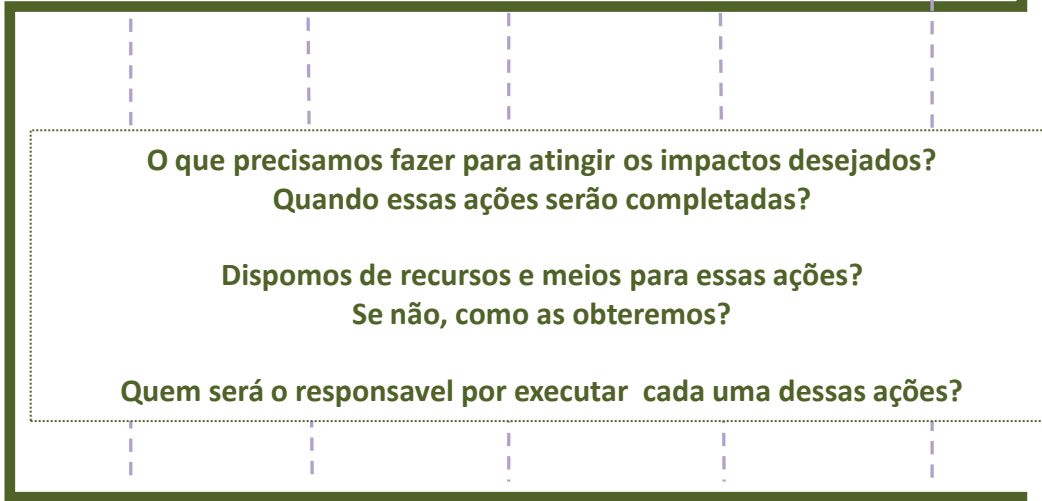 O que precisamos fazer para atingir os impactos desejados?
Quando essas ações serão completadas?
Dispomos de recursos e meios para essas ações?
Se não, como as obteremos?
Quem será o responsavel por executar cada uma dessas ações?